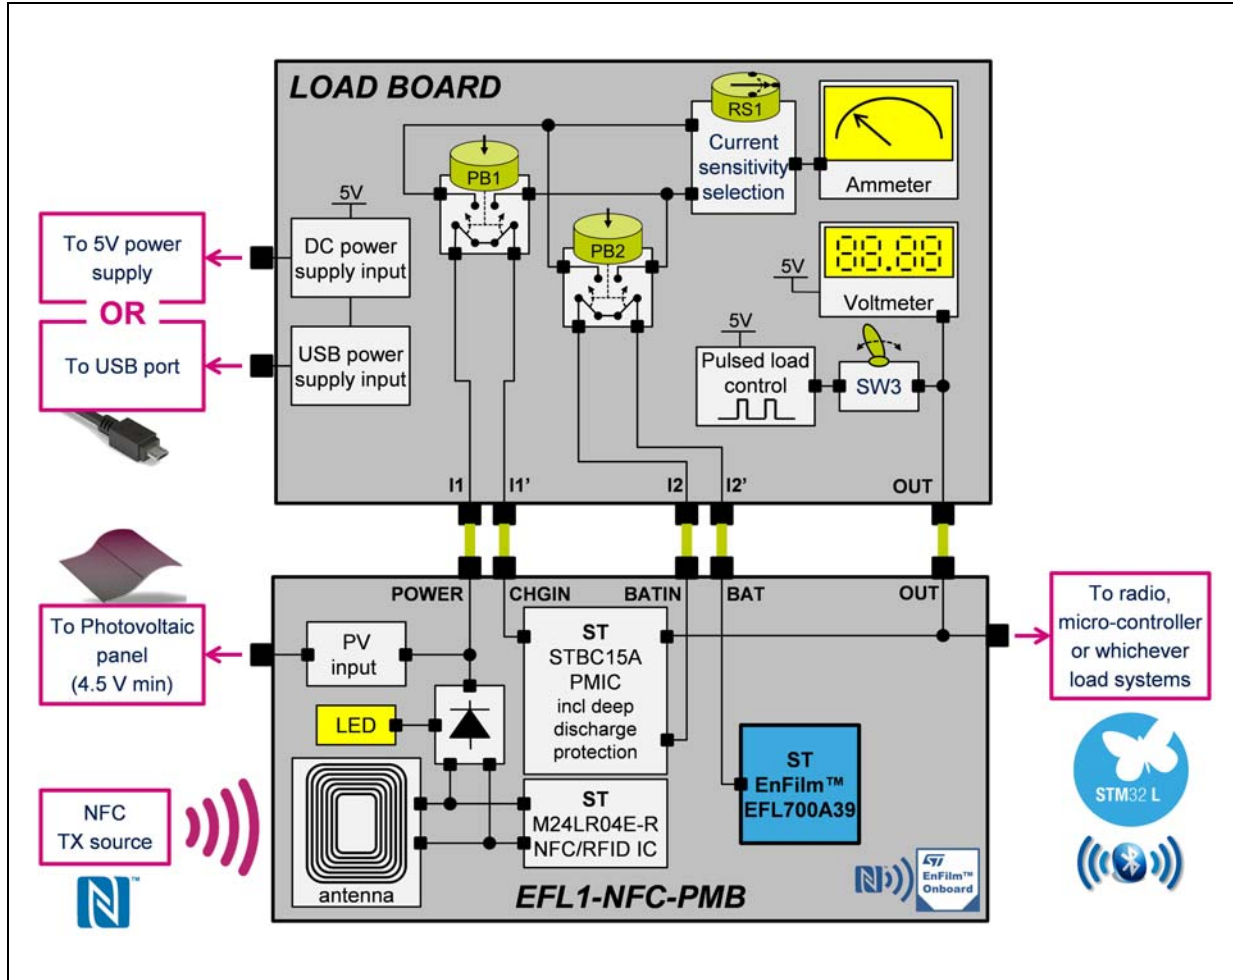 LOAD BOARD
RS1
Current
sensitivity
selection
Ammeter
PB1
PB2
5V
DC power
supply input
USB power
supply input
5V
88.88
Voltmeter
5V
Pulsed load
control
SW3
To 5V power
supply
OR
To USB port
I1
I1’
I2
I2’
OUT
POWER
CHGIN
BATIN
BAT
OUT
To Photovoltaic
panel
(4.5 V min)
PV
input
LED
ST
STBC15A
PMIC
incl deep
discharge
protection
ST
EnFilm™
EFL700A39
ST
M24LR04E-R
NFC/RFID IC
antenna
NFC
TX source
N™
EFL1-NFC-PMB
ST
EnFilm™
Onboard
To radio,
micro-controller
or whichever
load systems
STM32 L